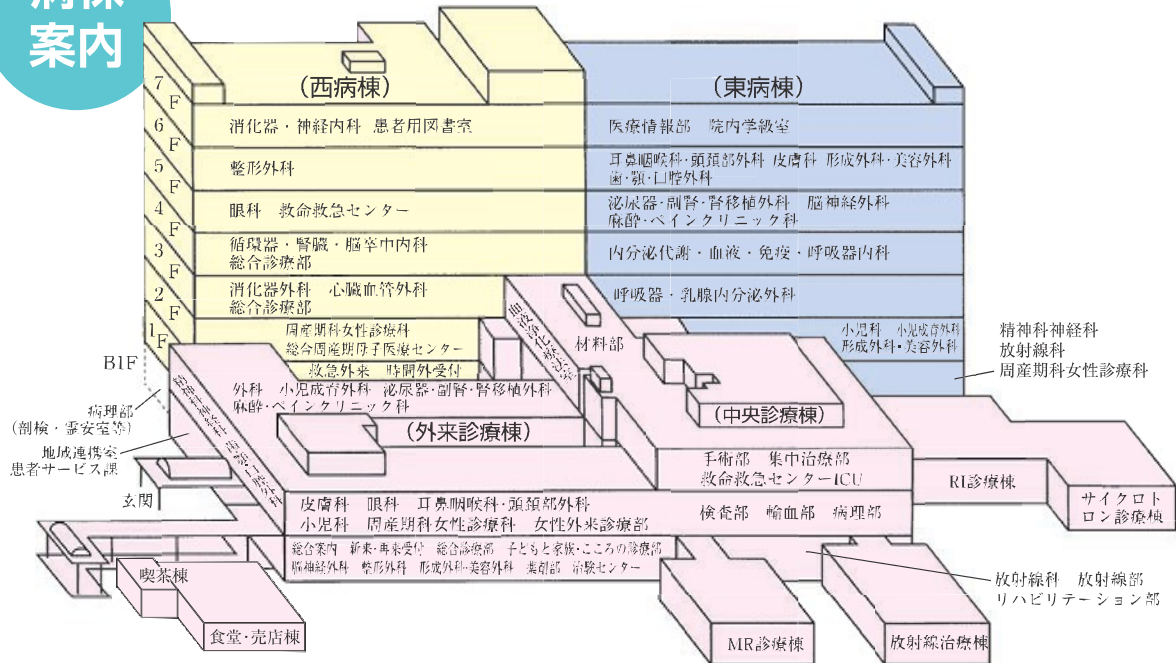 病棟
案内
(西病棟)
(東病棟)
7F
6F
5F
4F
3F
2F
1F
B1F
消化器・神経内科 患者用図書室
整形外科
眼科 救命救急センター
循環器・腎臓・脳卒中内科
総合診療部
消化器外科 心臓血管外科
総合診療部
周産期科女性診療科
総合周産期母子医療センター
救急外来 時間外受付
医療情報部 院内学級室
耳鼻咽喉科・頭頚部外科 皮膚科 形成外科・美容外科
歯・顎・口腔外科
泌尿器・副腎・腎移植外科 脳神経外科
麻酔・ペインクリニック科
内分泌代謝・血液・免疫・呼吸器内科
呼吸器・乳腺内分泌外科
小児科 小児成育外科
形成外科・美容外科
精神科神経科
放射線科
周産期科女性診療科
血液浄化療法室
材料部
(中央診療棟)
手術部 集中治療部
救命救急センターICU
検査部 輸血部 病理部
外科 小児成育外科 泌尿器・副腎・腎移植外科
麻酔・ペインクリニック科
(外来診療棟)
精神科神経科 歯・顎・口腔外科
皮膚科 眼科 耳鼻咽喉科・頭頚部外科
小児科 周産期科女性診療科 女性外来診療部
総合案内 新来・再来受付 総合診療部 子どもと家族・こころの診療部
脳神経外科 整形外科 形成外科・美容外科 薬剤部 治験センター
病理部
(剖検・霊安室等)
地域連携室
患者サービス課
玄関
喫茶棟
食堂・売店棟
MR診療棟
放射線治療棟
放射線科 放射線部
リハビリテーション部
RI診療棟
サイクロト
ロン診療棟